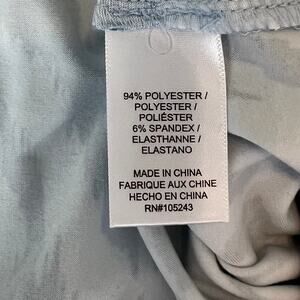 94% POLYESTER /
POLYESTER /
POLIÉSTER
6% SPANDEX /
ELASTHANNE /
ELASTANO
MADE IN CHINA
FABRIQUE AUX CHINE
HECHO EN CHINA
RN#105243